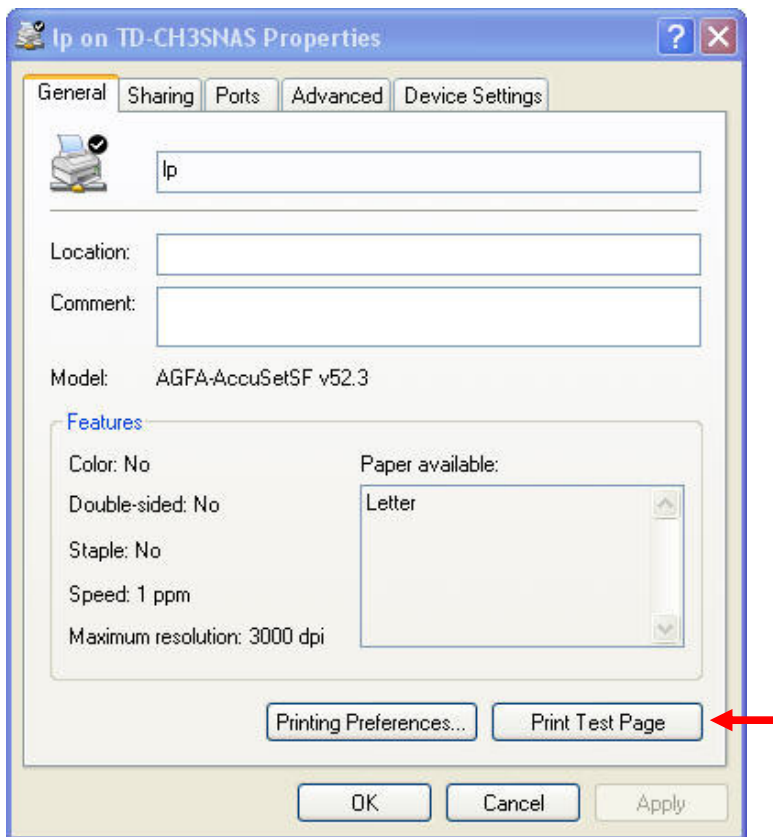 lp on TD-CH3SNAS Properties
General Sharing Ports Advanced Device Settings
lp
Location:
Comment:
Model: AGFA-AccuSetSF v52.3
Features
Color: No
Paper available:
Double-sided: No
Letter
Staple: No
Speed: 1 ppm
Maximum resolution: 3000 dpi
Printing Preferences... Print Test Page
OK Cancel Apply